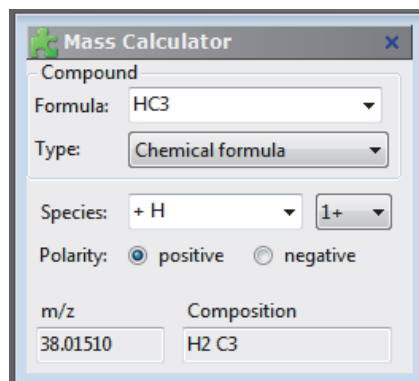 Mass Calculator
Compound
Formula: HC3
Type: Chemical formula
Species: + H 1+
Polarity: positive negative
m/z Composition
38.01510 H2 C3